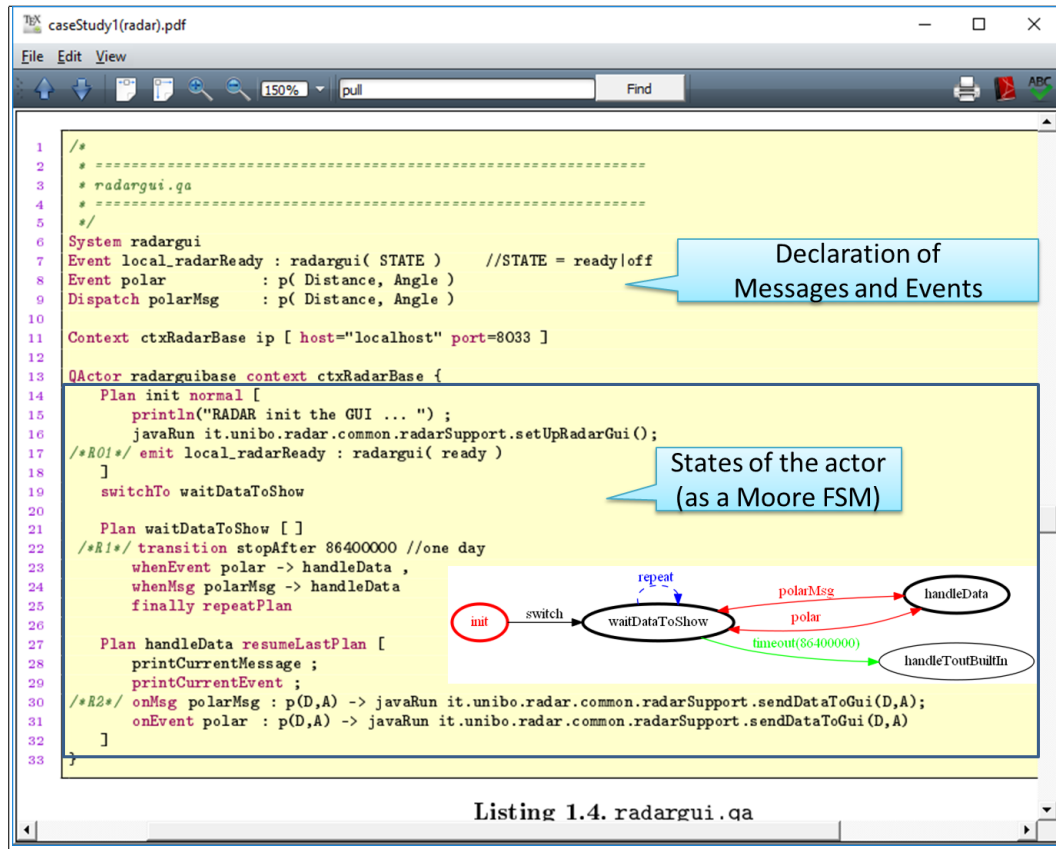 TEX caseStudy1(radar).pdf
File Edit View
150% pull Find ABC
1 /*
2 * ==============================================================
3 * radargui.qa
4 * ==============================================================
5 */
6 System radargui
7 Event local_radarReady : radargui( STATE ) //STATE = ready|off
8 Event polar : p( Distance, Angle )
9 Dispatch polarMsg : p( Distance, Angle )
Declaration of
Messages and Events
10
11 Context ctxRadarBase ip [ host="localhost" port=8033 ]
12
13 QActor radarguibase context ctxRadarBase {
14 Plan init normal [
15 println("RADAR init the GUI ... ") ;
16 javaRun it.unibo.radar.common.radarSupport.setUpRadarGui();
17 /*R01*/ emit local_radarReady : radargui( ready )
18 ]
19 switchTo waitDataToShow
States of the actor
(as a Moore FSM)
20
21 Plan waitDataToShow [ ]
22 /*R1*/ transition stopAfter 86400000 //one day
23 whenEvent polar -> handleData ,
24 whenMsg polarMsg -> handleData
25 finally repeatPlan
26
27 Plan handleData resumeLastPlan [
28 printCurrentMessage ;
29 printCurrentEvent ;
30 /*R2*/ onMsg polarMsg : p(D,A) -> javaRun it.unibo.radar.common.radarSupport.sendDataToGui(D,A);
31 onEvent polar : p(D,A) -> javaRun it.unibo.radar.common.radarSupport.sendDataToGui(D,A)
32 ]
33 }
repeat
init
switch
waitDataToShow
polarMsg
polar
handleData
timeout(86400000)
handleToutBuiltIn
Listing 1.4. radargui.qa